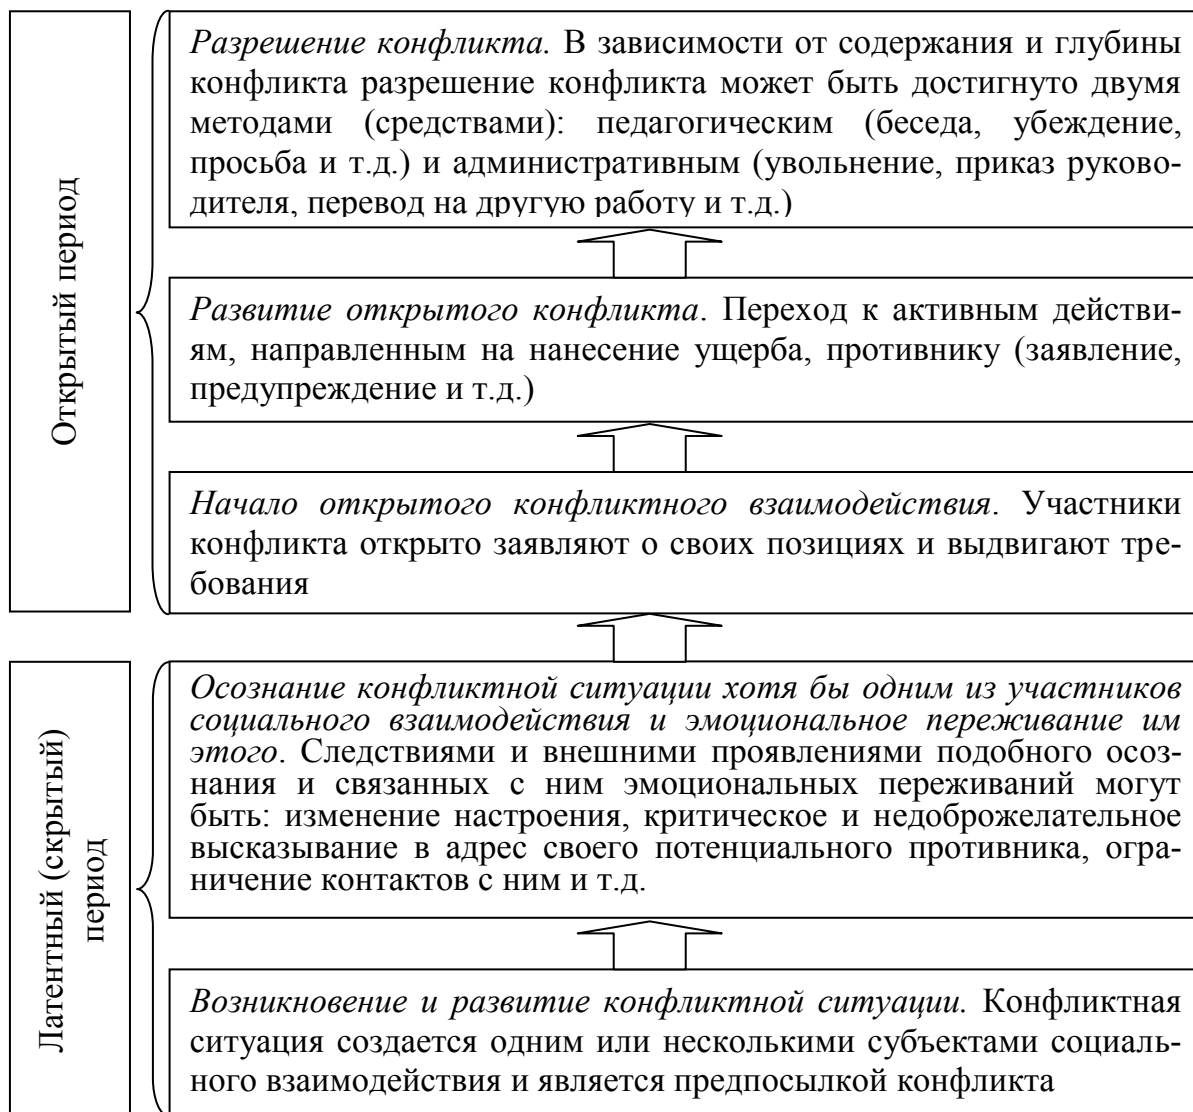 Открытый период
Разрешение конфликта. В зависимости от содержания и глубины
конфликта разрешение конфликта может быть достигнуто двумя
методами (средствами): педагогическим (беседа, убеждение,
просьба и т.д.) и административным (увольнение, приказ руково-
дителя, перевод на другую работу и т.д.)
Развитие открытого конфликта. Переход к активным действи-
ям, направленным на нанесение ущерба, противнику (заявление,
предупреждение и т.д.)
Начало открытого конфликтного взаимодействия. Участники
конфликта открыто заявляют о своих позициях и выдвигают тре-
бования
Латентный (скрытый)
период
Осознание конфликтной ситуации хотя бы одним из участников
социального взаимодействия и эмоциональное переживание им
этого. Следствиями и внешними проявлениями подобного осоз-
нания и связанных с ним эмоциональных переживаний могут
быть: изменение настроения, критическое и недоброжелательное
высказывание в адрес своего потенциального противника, огра-
ничение контактов с ним и т.д.
Возникновение и развитие конфликтной ситуации. Конфликтная
ситуация создается одним или несколькими субъектами социаль-
ного взаимодействия и является предпосылкой конфликта